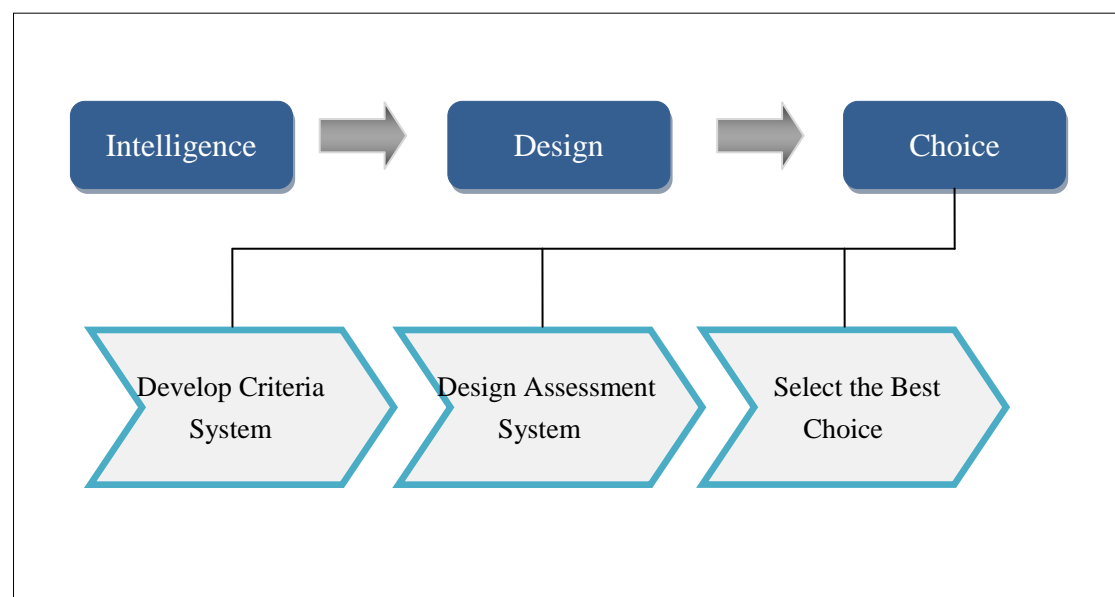 Intelligence
Design
Choice
Develop Criteria
System
Design Assessment
System
Select the Best
Choice